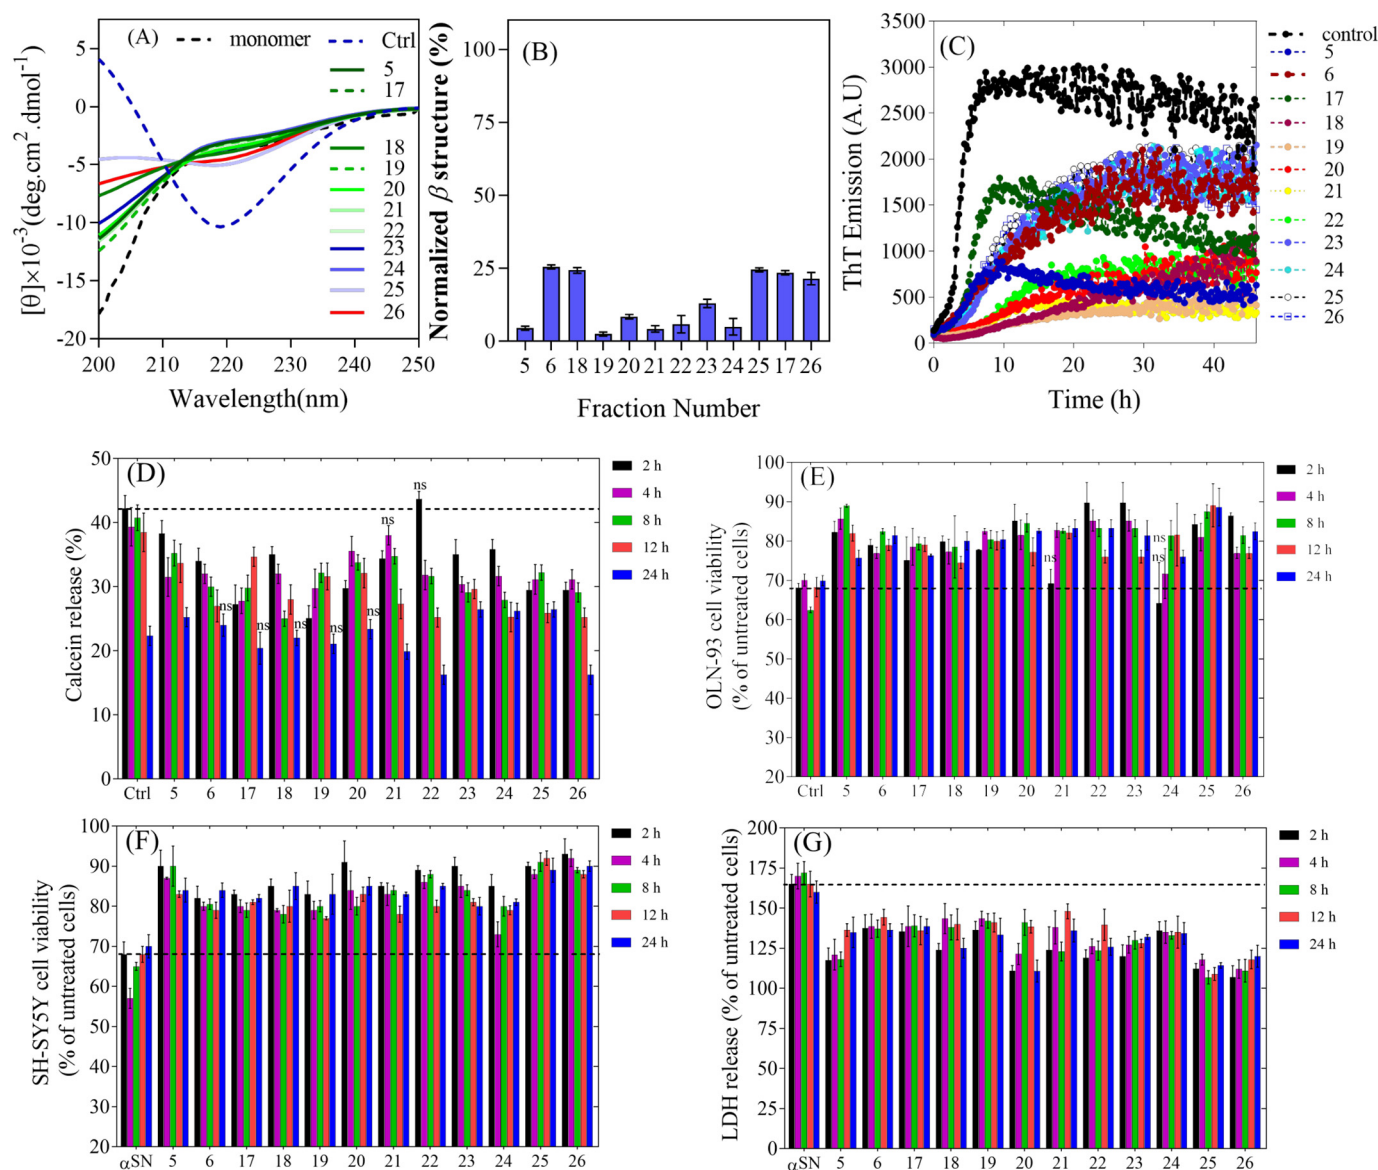 (A) monomer Ctrl
5
17
18
19
20
21
22
23
24
25
26
5
0
-5
-10
-15
-20
200 210 220 230 240 250
[θ]×10⁻³(deg.cm².dmol⁻¹)
Wavelength(nm)
(B)
100
75
50
25
0
5 6 18 19 20 21 22 23 24 25 17 26
Normalized β structure (%)
Fraction Number
(C)
3500
3000
2500
2000
1500
1000
500
0
0 10 20 30 40
ThT Emission (A.U)
Time (h)
control
5
6
17
18
19
20
21
22
23
24
25
26
(D)
50
40
30
20
10
0
Calcein release (%)
ns ns ns ns ns ns ns
Ctrl 5 6 17 18 19 20 21 22 23 24 25 26
2 h
4 h
8 h
12 h
24 h
(E)
100
90
80
70
60
50
40
30
20
OLN-93 cell viability
(% of untreated cells)
ns
ns
ns
Ctrl 5 6 17 18 19 20 21 22 23 24 25 26
2 h
4 h
8 h
12 h
24 h
(F)
100
90
80
70
60
50
40
30
20
SH-SY5Y cell viability
(% of untreated cells)
αSN 5 6 17 18 19 20 21 22 23 24 25 26
2 h
4 h
8 h
12 h
24 h
(G)
200
175
150
125
100
75
50
25
0
LDH release (% of untreated cells)
αSN 5 6 17 18 19 20 21 22 23 24 25 26
2 h
4 h
8 h
12 h
24 h